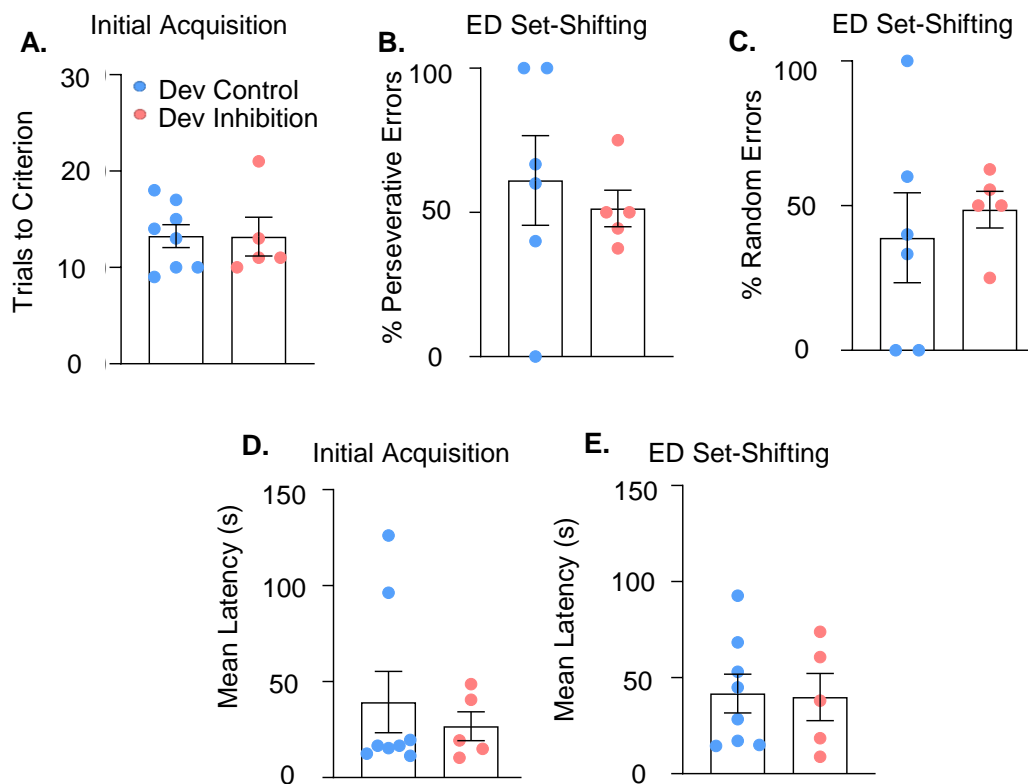 A.
Initial Acquisition
Trials to Criterion
30
20
10
0
Dev Control
Dev Inhibition
B.
ED Set-Shifting
% Perseverative Errors
100
50
0
C.
ED Set-Shifting
% Random Errors
100
50
0
D.
Initial Acquisition
Mean Latency (s)
150
100
50
0
E.
ED Set-Shifting
Mean Latency (s)
150
100
50
0